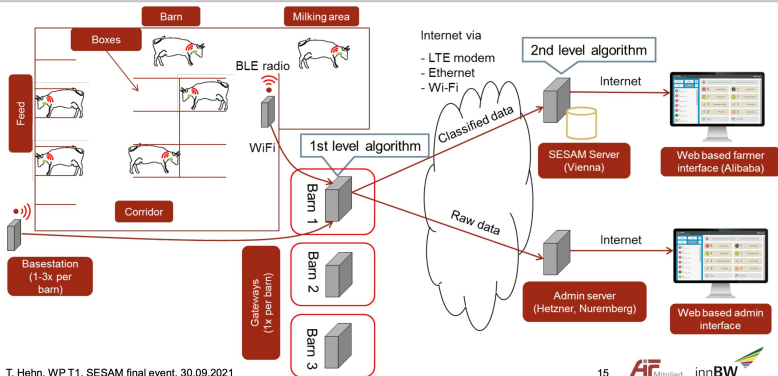 Barn
Milking area
Boxes
BLE radio
Feed
WiFi
Corridor
Basestation
(1-3x per
barn)
Gateways
(1x per barn)
1st level algorithm
Barn 1
Barn 2
Barn 3
Internet via
- LTE modem
- Ethernet
- Wi-Fi
Classified data
Raw data
2nd level algorithm
Internet
SESAM Server
(Vienna)
Web based farmer
interface (Alibaba)
Internet
Admin server
(Hetzner, Nuremberg)
Web based admin
interface
T. Hehn, WP T1, SESAM final event, 30.09.2021
15
AiF
Mitglied
innBW